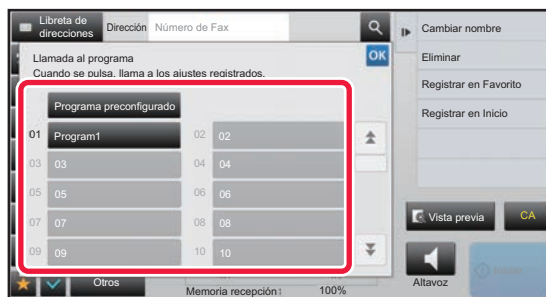 Libreta de
direcciones
Dirección
Número de Fax
Llamada al programa
Cuando se pulsa, llama a los ajustes registrados.
OK
Programa preconfigurado
01 Program1
02 02
03 03
04 04
05 05
06 06
07 07
08 08
09 09
10 10
Cambiar nombre
Eliminar
Registrar en Favorito
Registrar en Inicio
Vista previa
CA
Otros
Memoria recepción:
100%
Altavoz